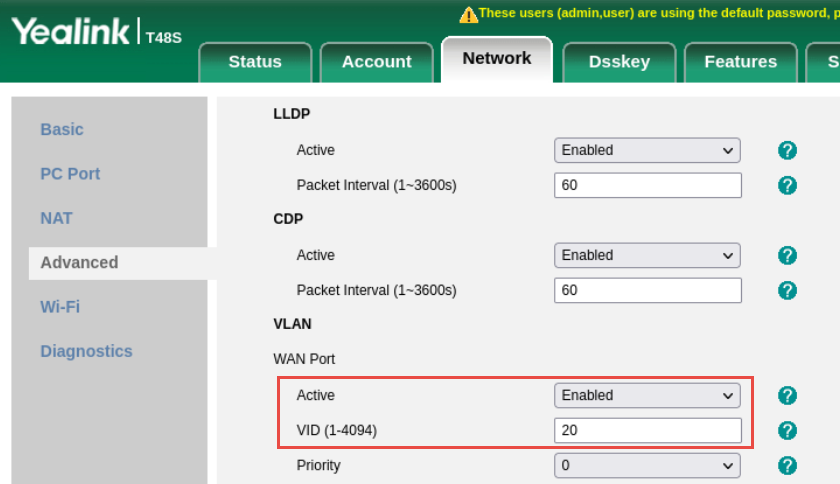 These users (admin,user) are using the default password, p
Yealink T48S
Status Account Network Dsskey Features S
Basic
PC Port
NAT
Advanced
Wi-Fi
Diagnostics
LLDP
Active Enabled ?
Packet Interval (1~3600s) 60 ?
CDP
Active Enabled ?
Packet Interval (1~3600s) 60 ?
VLAN
WAN Port
Active Enabled ?
VID (1-4094) 20 ?
Priority 0 ?